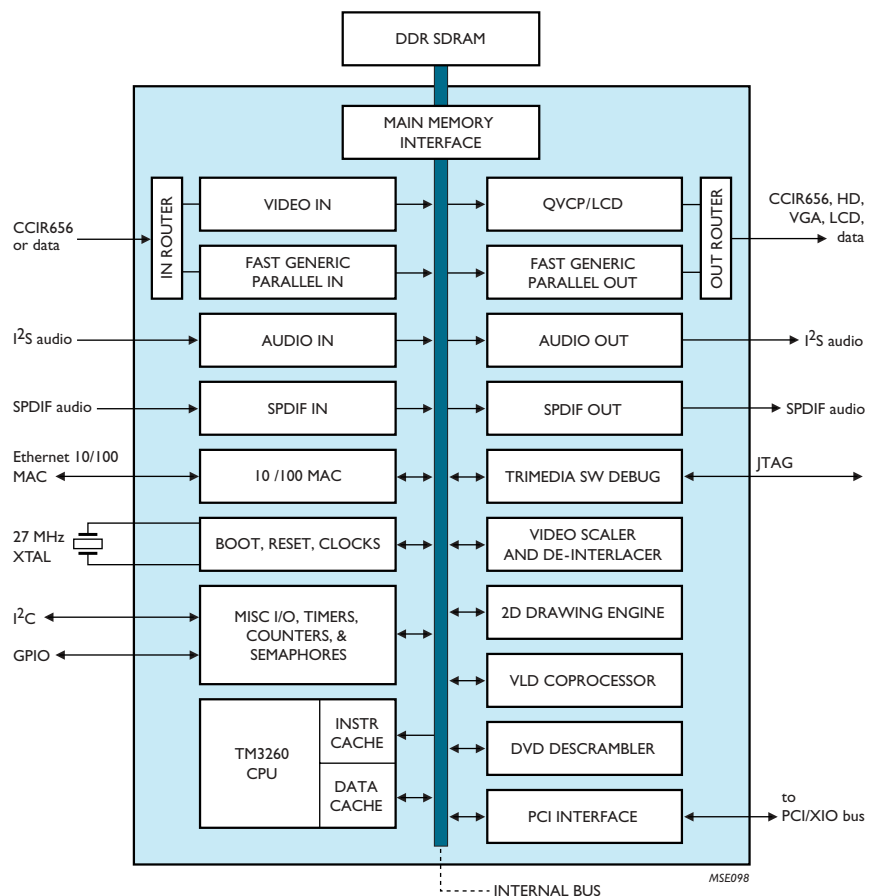 DDR SDRAM
MAIN MEMORY
INTERFACE
CCIR656
or data
IN ROUTER
VIDEO IN
FAST GENERIC
PARALLEL IN
QVCP/LCD
FAST GENERIC
PARALLEL OUT
OUT ROUTER
CCIR656, HD,
VGA, LCD,
data
I²S audio
AUDIO IN
AUDIO OUT
I²S audio
SPDIF audio
SPDIF IN
SPDIF OUT
SPDIF audio
Ethernet 10/100
MAC
10 /100 MAC
TRIMEDIA SW DEBUG
JTAG
27 MHz
XTAL
BOOT, RESET, CLOCKS
VIDEO SCALER
AND DE-INTERLACER
I²C
GPIO
MISC I/O, TIMERS,
COUNTERS, &
SEMAPHORES
2D DRAWING ENGINE
VLD COPROCESSOR
TM3260
CPU
INSTR
CACHE
DATA
CACHE
DVD DESCRAMBLER
PCI INTERFACE
to
PCI/XIO bus
MSE098
INTERNAL BUS